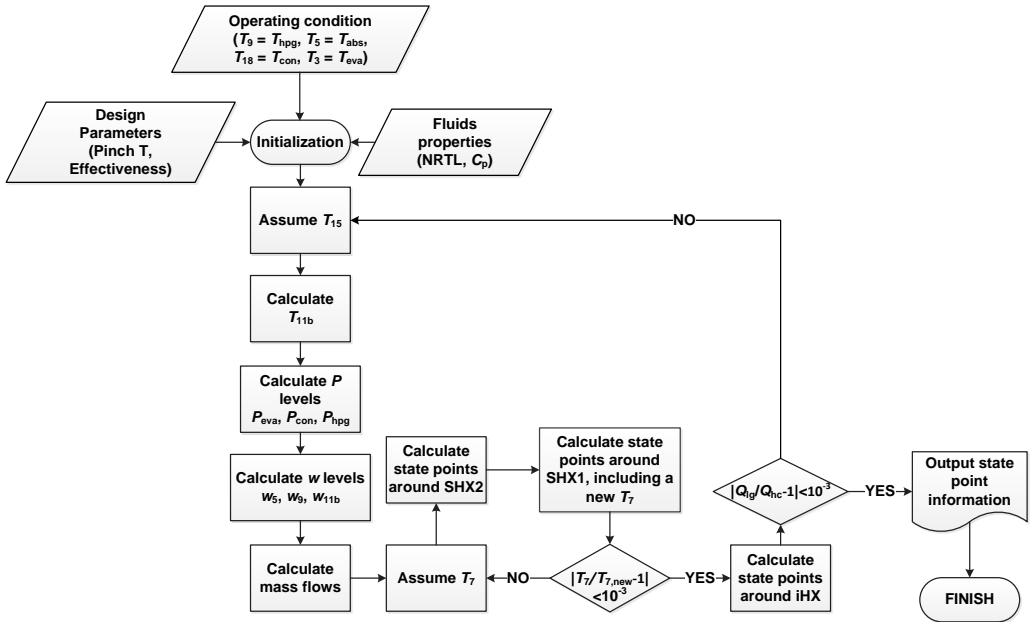 Operating condition
(T9 = Thpg, T5 = Tabs,
T18 = Tcon, T3 = Teva)
Design
Parameters
(Pinch T,
Effectiveness)
Initialization
Fluids
properties
(NRTL, Cp)
Assume T15
NO
Calculate
T11b
Calculate P
levels
Peva, Pcon, Phpg
Calculate w levels
w5, w9, w11b
Calculate
mass flows
Assume T7
Calculate
state points
around SHX2
Calculate state
points around
SHX1, including a
new T7
|T7/T7,new-1|
<10-3
NO
YES
Calculate
state points
around iHX
|Qlg/Qhc-1|<10-3
YES
Output state
point
information
FINISH